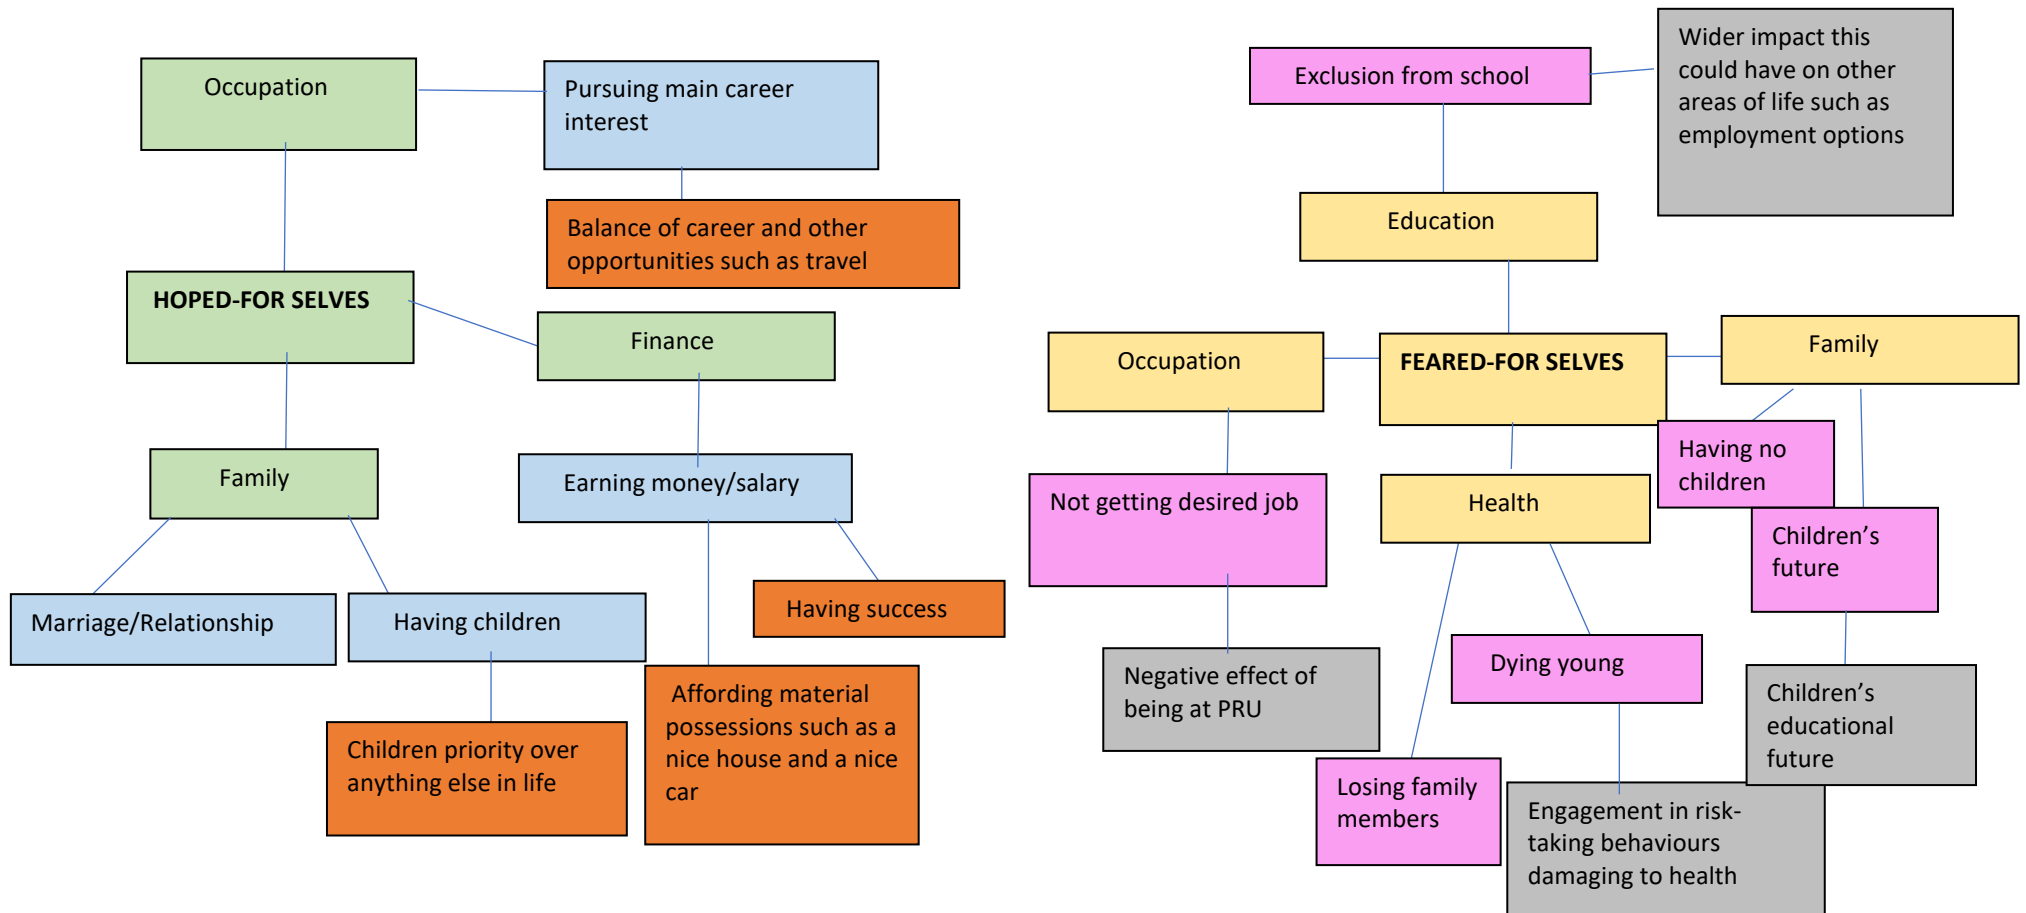 Occupation
Pursuing main career
interest
Balance of career and other
opportunities such as travel
HOPED-FOR SELVES
Finance
Family
Earning money/salary
Marriage/Relationship
Having children
Having success
Children priority over
anything else in life
Affording material
possessions such as a
nice house and a nice
car
Exclusion from school
Wider impact this
could have on other
areas of life such as
employment options
Education
Occupation
FEARED-FOR SELVES
Family
Not getting desired job
Health
Having no
children
Children’s
future
Negative effect of
being at PRU
Dying young
Children’s
educational
future
Losing family
members
Engagement in risk-
taking behaviours
damaging to health